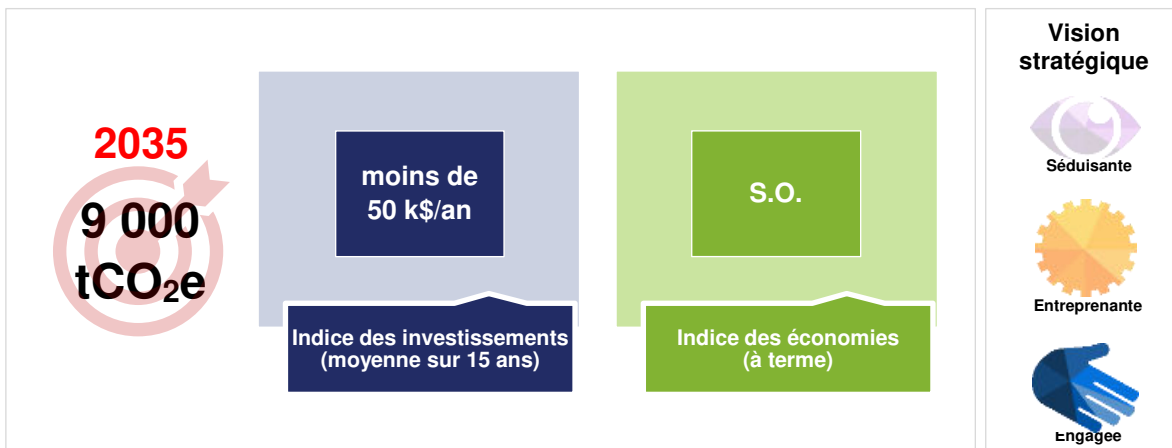 2035
9 000
tCO₂e
moins de
50 k$/an
Indice des investissements
(moyenne sur 15 ans)
S.O.
Indice des économies
(à terme)
Vision
stratégique
Séduisante
Entreprenante
Engagée